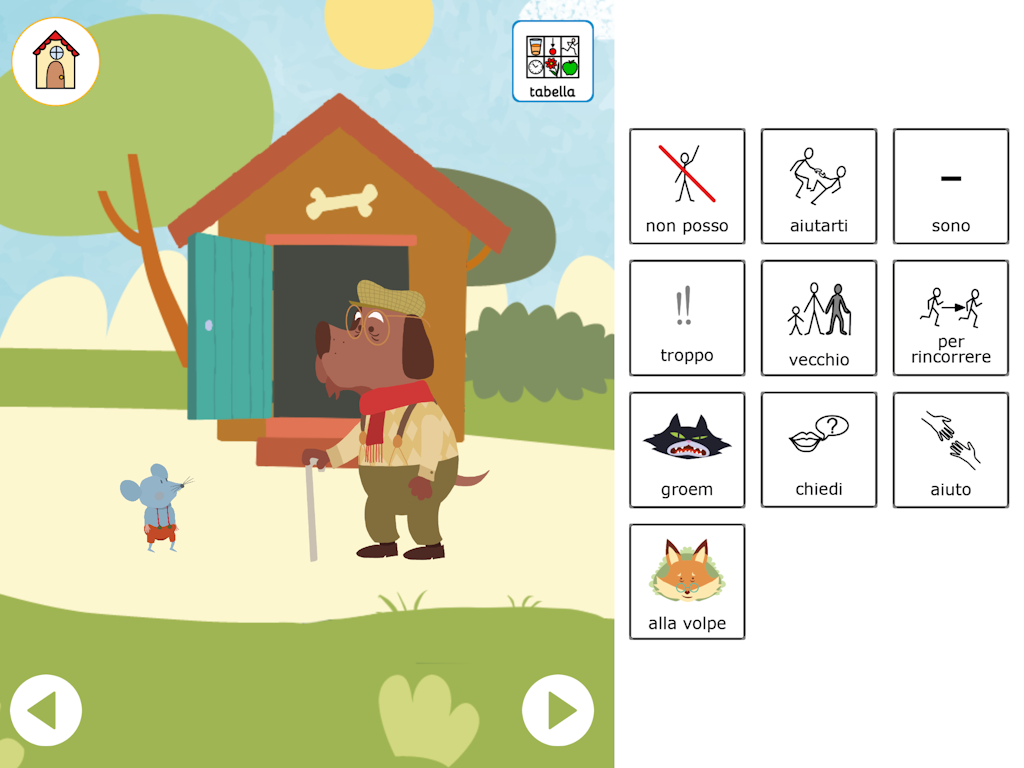 tabella
non posso
aiutarti
sono
troppo
vecchio
per
rincorrere
groem
chiedi
aiuto
alla volpe